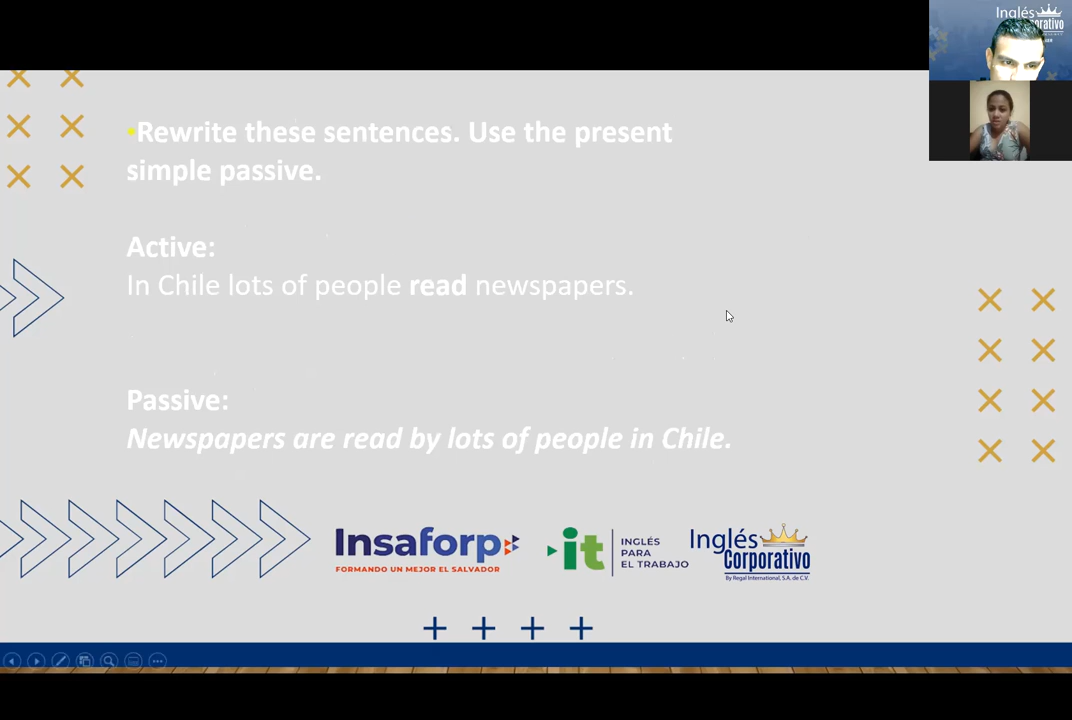 Inglés
Corporativo
•Rewrite these sentences. Use the present
simple passive.
Active:
In Chile lots of people read newspapers.
Passive:
Newspapers are read by lots of people in Chile.
Insaforp
FORMANDO UN MEJOR EL SALVADOR
it
INGLÉS
PARA
EL TRABAJO
Inglés
Corporativo
By Regal International, S.A. de C.V.